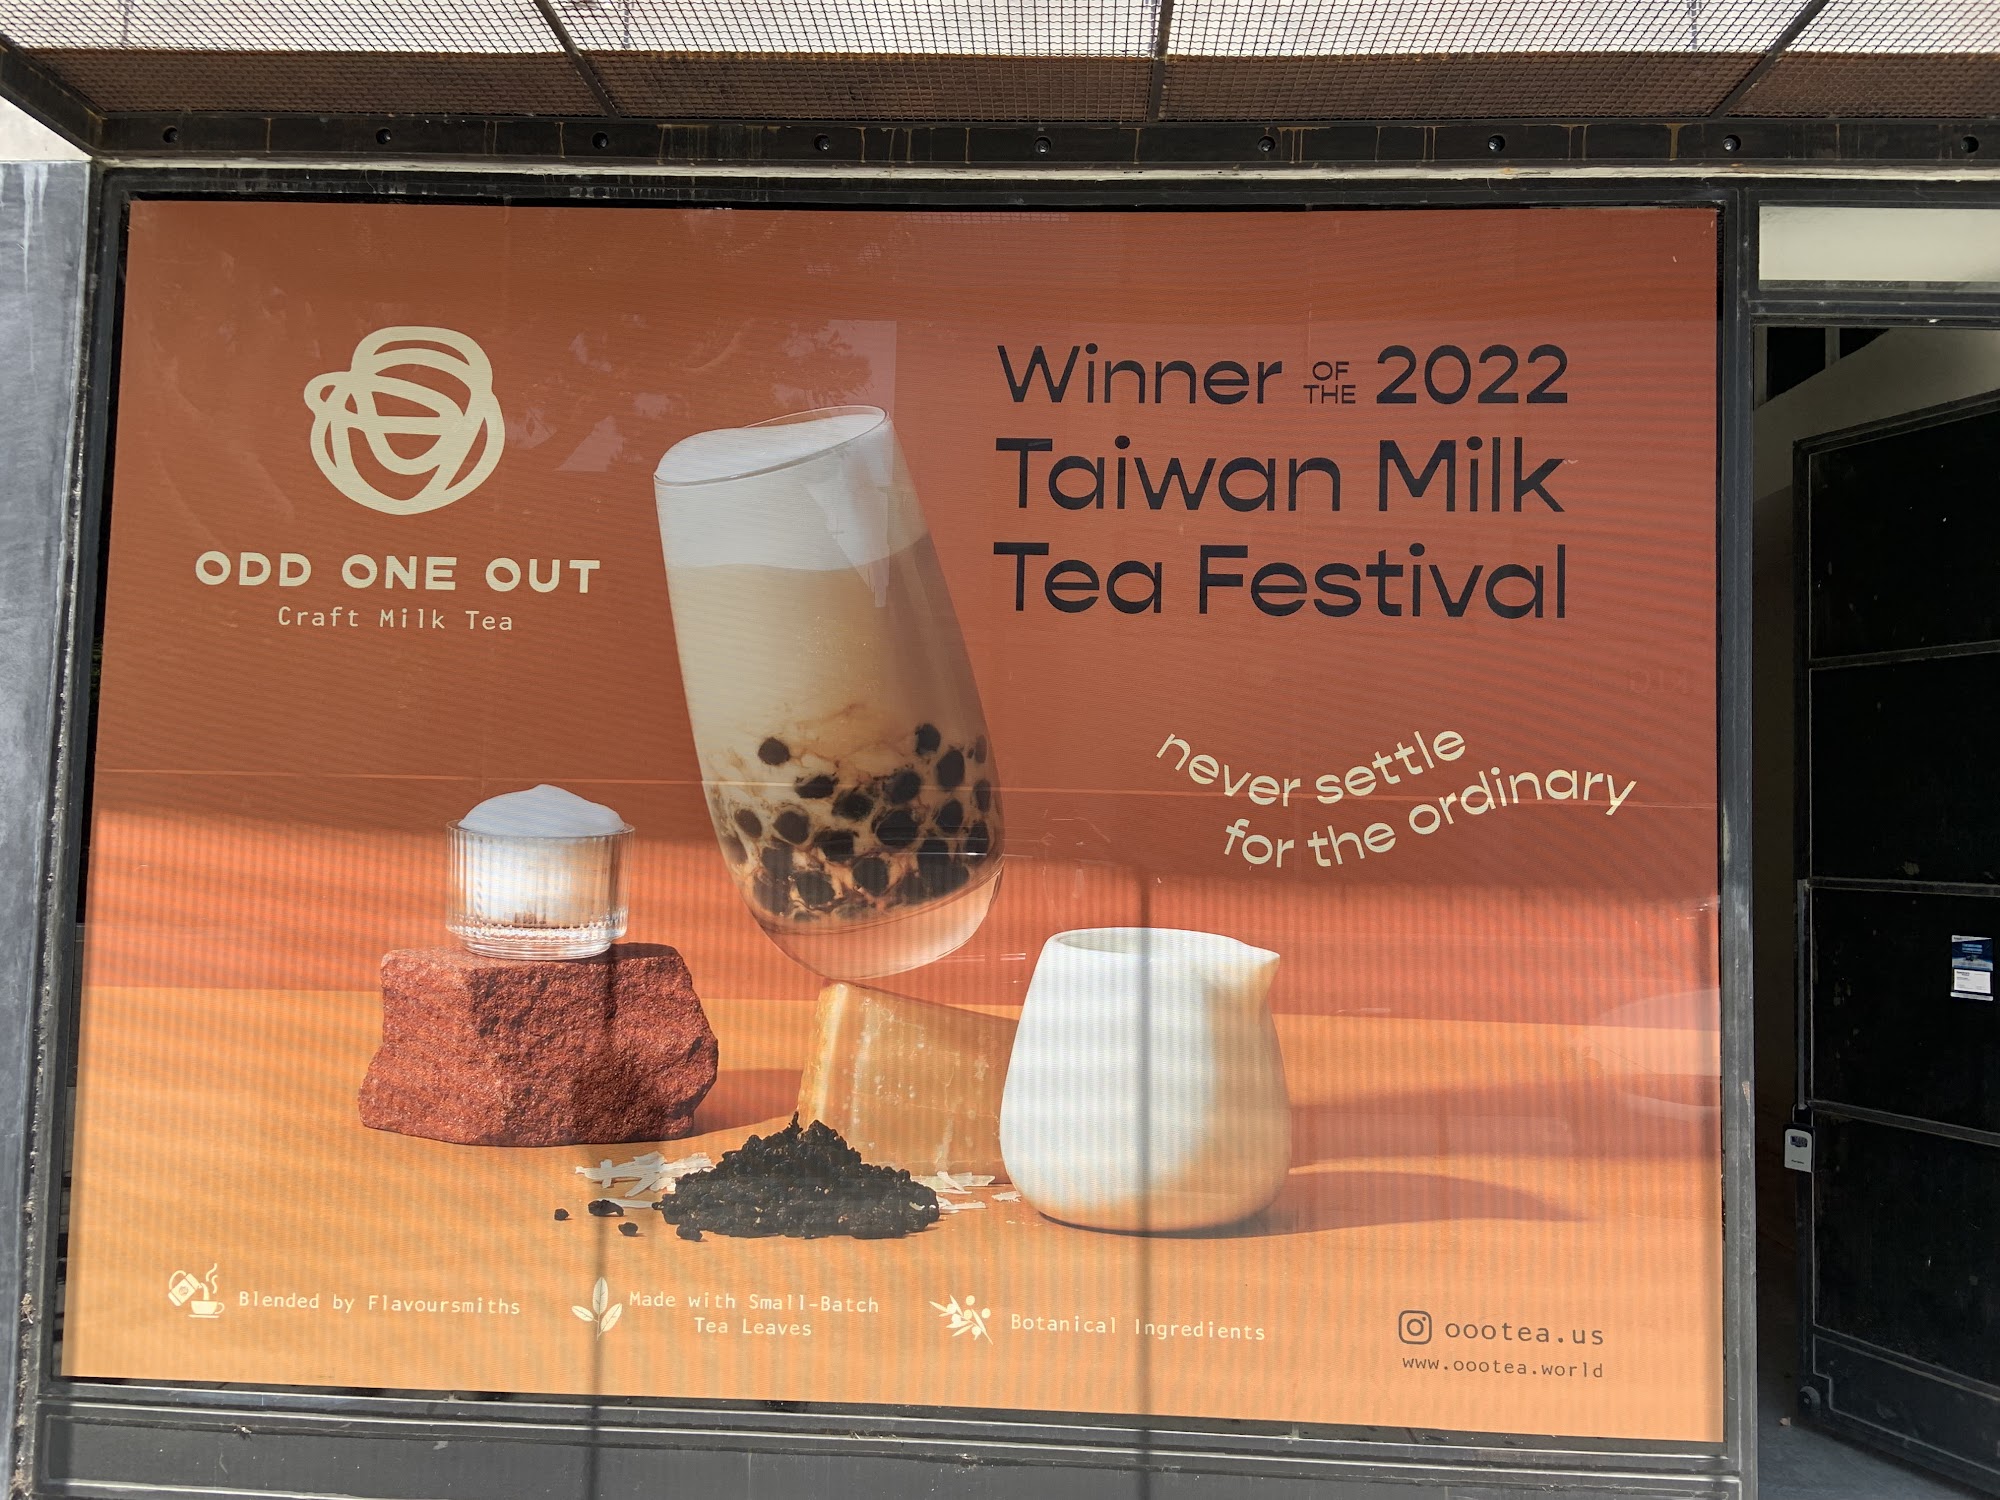 ODD ONE OUT
Craft Milk Tea
Winner OF THE 2022
Taiwan Milk
Tea Festival
never settle
for the ordinary
Blended by Flavoursmiths
Made with Small-Batch
Tea Leaves
Botanical Ingredients
oootea.us
www.oootea.world